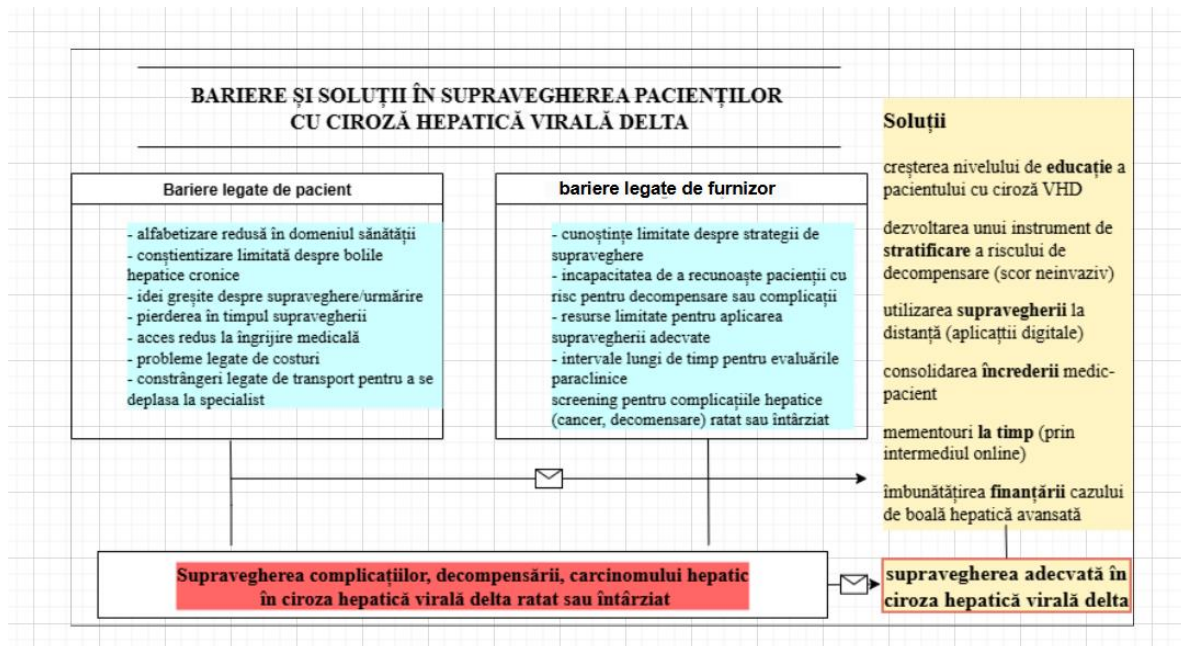 BARIERE ȘI SOLUȚII ÎN SUPRAVEGHEREA PACIENȚILOR
CU CIROZĂ HEPATICĂ VIRALĂ DELTA
Bariere legate de pacient
- alfabetizare redusă în domeniul sănătății
- conștientizare limitată despre bolile
hepatice cronice
- idei greșite despre supraveghere/urmărire
- pierderea în timpul supravegherii
- acces redus la îngrijire medicală
- probleme legate de costuri
- constrângeri legate de transport pentru a se
deplasa la specialist
bariere legate de furnizor
- cunoștințe limitate despre strategii de
supraveghere
- incapacitatea de a recunoaște pacienții cu
risc pentru decompensare sau complicații
- resurse limitate pentru aplicarea
supravegherii adecvate
- intervale lungi de timp pentru evaluările
paraclinice
screening pentru complicațiile hepatice
(cancer, decomensare) ratat sau întârziat
Soluții
creșterea nivelului de educație a
pacientului cu ciroză VHD
dezvoltarea unui instrument de
stratificare a riscului de
decompensare (scor neinvaziv)
utilizarea supravegherii la
distanță (aplicațtii digitale)
consolidarea încrederii medic-
pacient
mementouri la timp (prin
intermediul online)
îmbunătățirea finanțării cazului
de boală hepatică avansată
Supravegherea complicațiilor, decompensării, carcinomului hepatic
în ciroza hepatică virală delta ratat sau întârziat
supravegherea adecvată în
ciroza hepatică virală delta